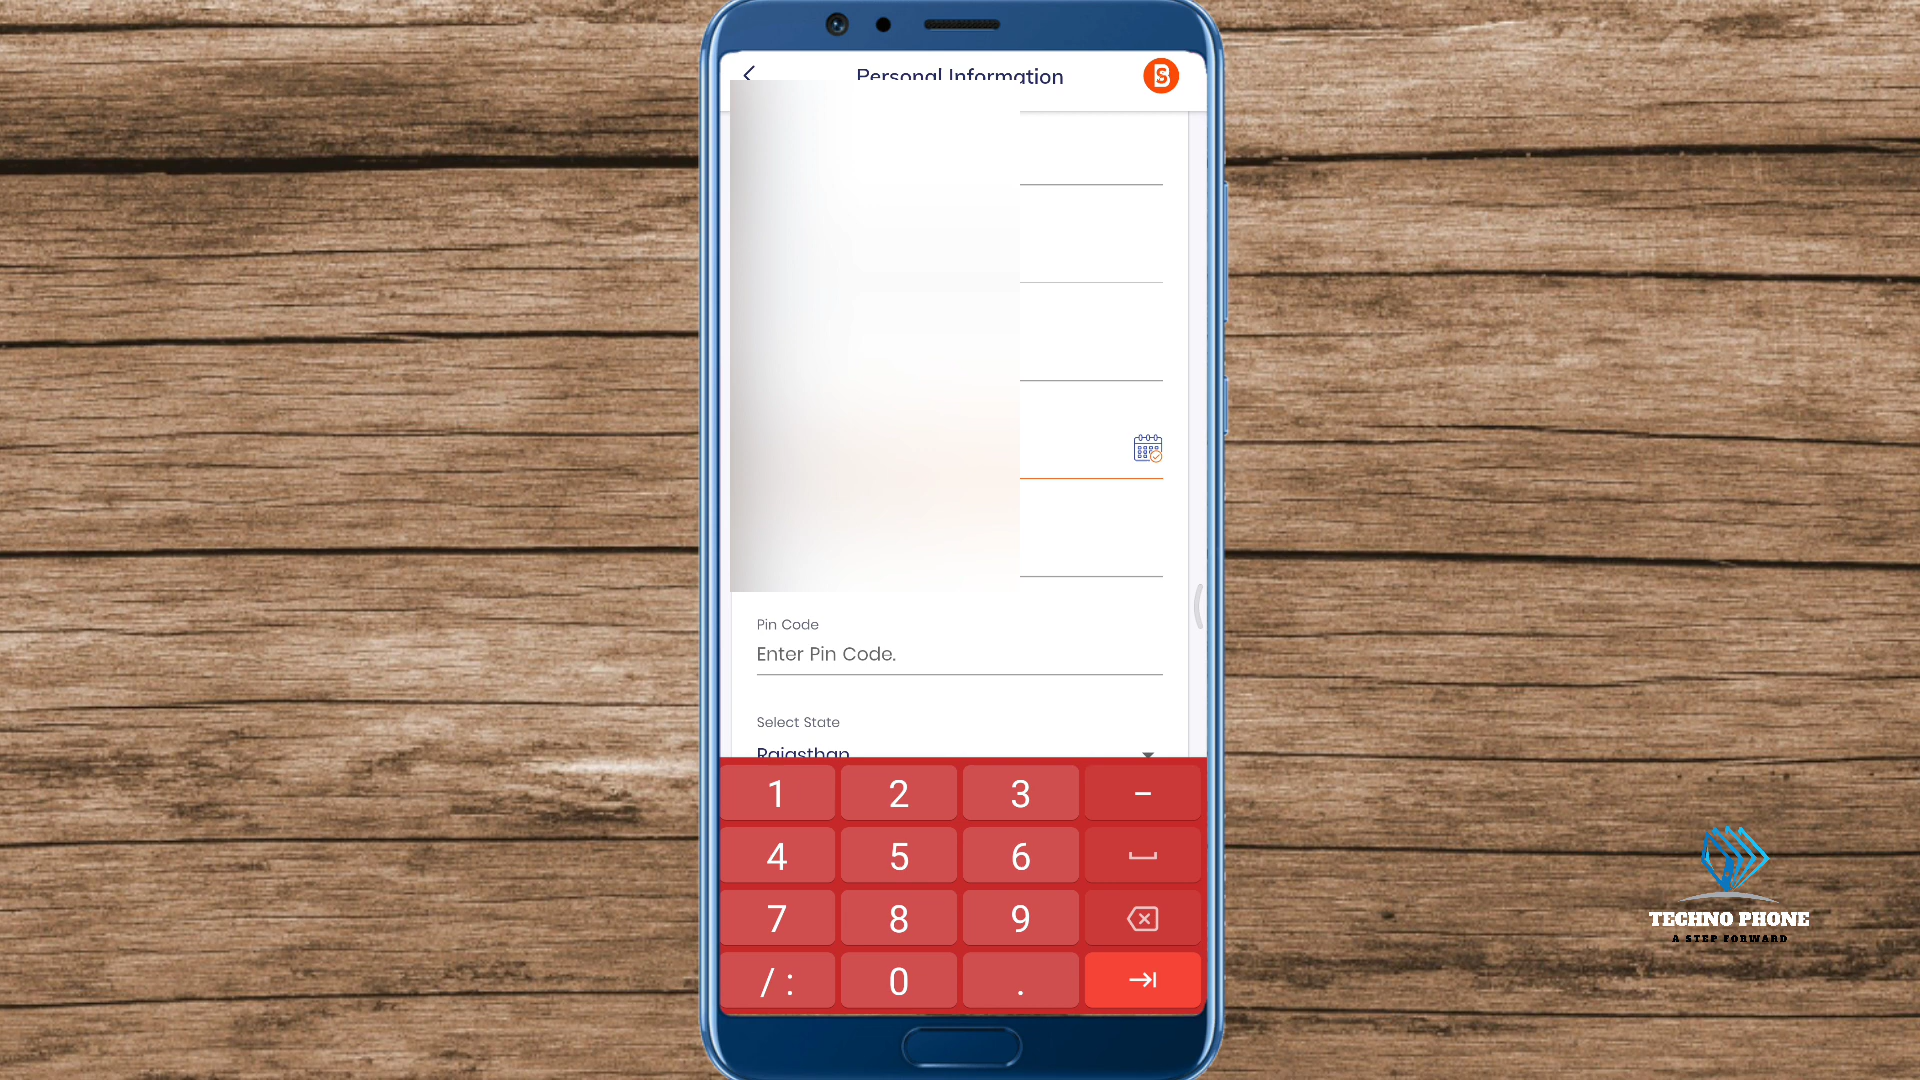 Personal Information
Pin Code
Enter Pin Code.
Select State
Rajasthan
1 2 3 -
4 5 6
7 8 9
/ : 0 .
TECHNO PHONE
A STEP FORWARD